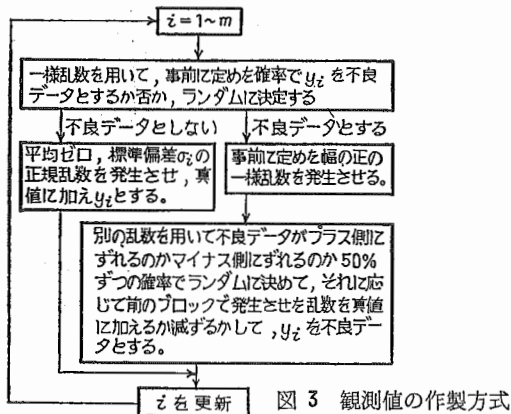 i=1~m
一様乱数を用いて,事前に定めを確率でyiを不良
データとするか否か,ランダムに決定する
不良データとしない
不良データとする
平均ゼロ,標準偏差σiの
正規乱数を発生させ,真
値に加えyiとする。
事前に定めを幅の正の
一様乱数を発生させる。
別の乱数を用いて不良データがプラス側に
ずれるのかマイナス側にずれるのか50%
ずつの確率でランダムに決めて,それに応
じて前のブロックで発生させを乱数を真値
に加えるか減ずるかして,yiを不良デー
タとする。
iを更新
図 3 観測値の作製方式